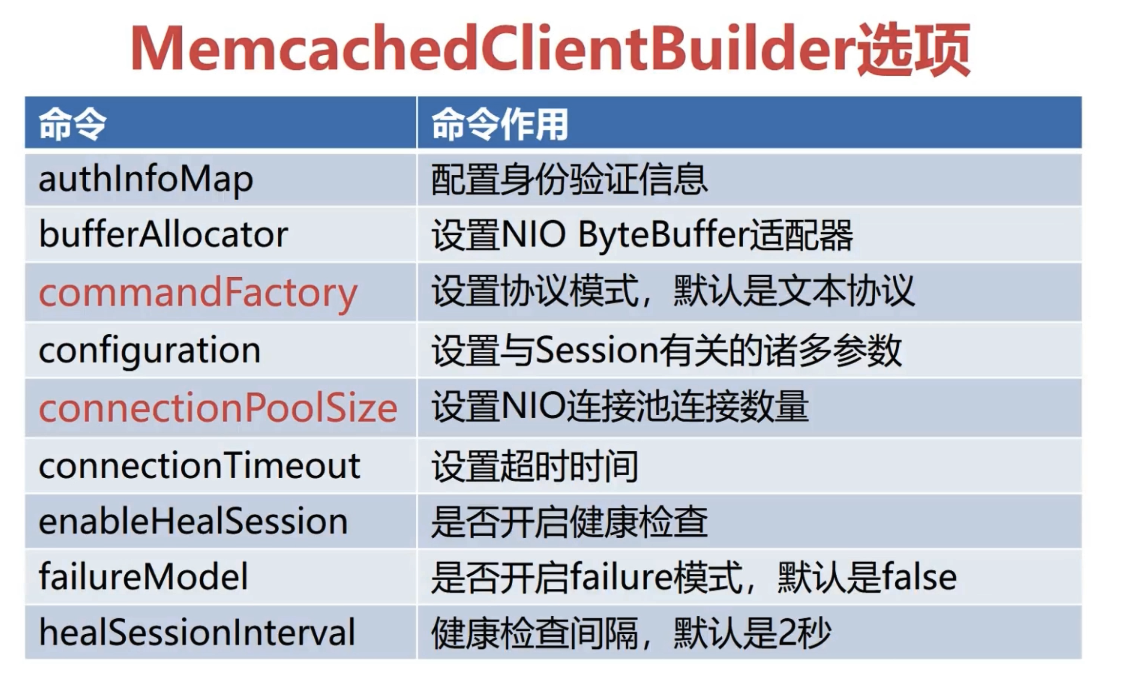 MemcachedClientBuilder选项
命令 命令作用
authInfoMap 配置身份验证信息
bufferAllocator 设置NIO ByteBuffer适配器
commandFactory 设置协议模式，默认是文本协议
configuration 设置与Session有关的诸多参数
connectionPoolSize 设置NIO连接池连接数量
connectionTimeout 设置超时时间
enableHealSession 是否开启健康检查
failureModel 是否开启failure模式，默认是false
healSessionInterval 健康检查间隔，默认是2秒